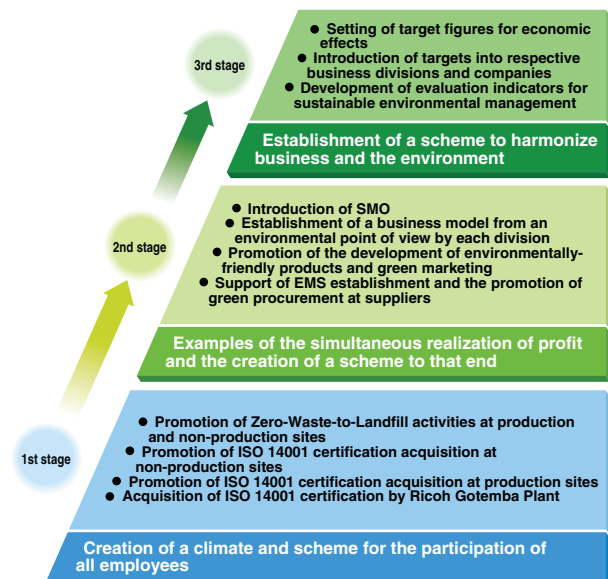 3rd stage
● Setting of target figures for economic
effects
● Introduction of targets into respective
business divisions and companies
● Development of evaluation indicators for
sustainable environmental management
Establishment of a scheme to harmonize
business and the environment
2nd stage
● Introduction of SMO
● Establishment of a business model from an
environmental point of view by each division
● Promotion of the development of environmentally-
friendly products and green marketing
● Support of EMS establishment and the promotion of
green procurement at suppliers
Examples of the simultaneous realization of profit
and the creation of a scheme to that end
1st stage
● Promotion of Zero-Waste-to-Landfill activities at production
and non-production sites
● Promotion of ISO 14001 certification acquisition at
non-production sites
● Promotion of ISO 14001 certification acquisition at production sites
● Acquisition of ISO 14001 certification by Ricoh Gotemba Plant
Creation of a climate and scheme for the participation of
all employees